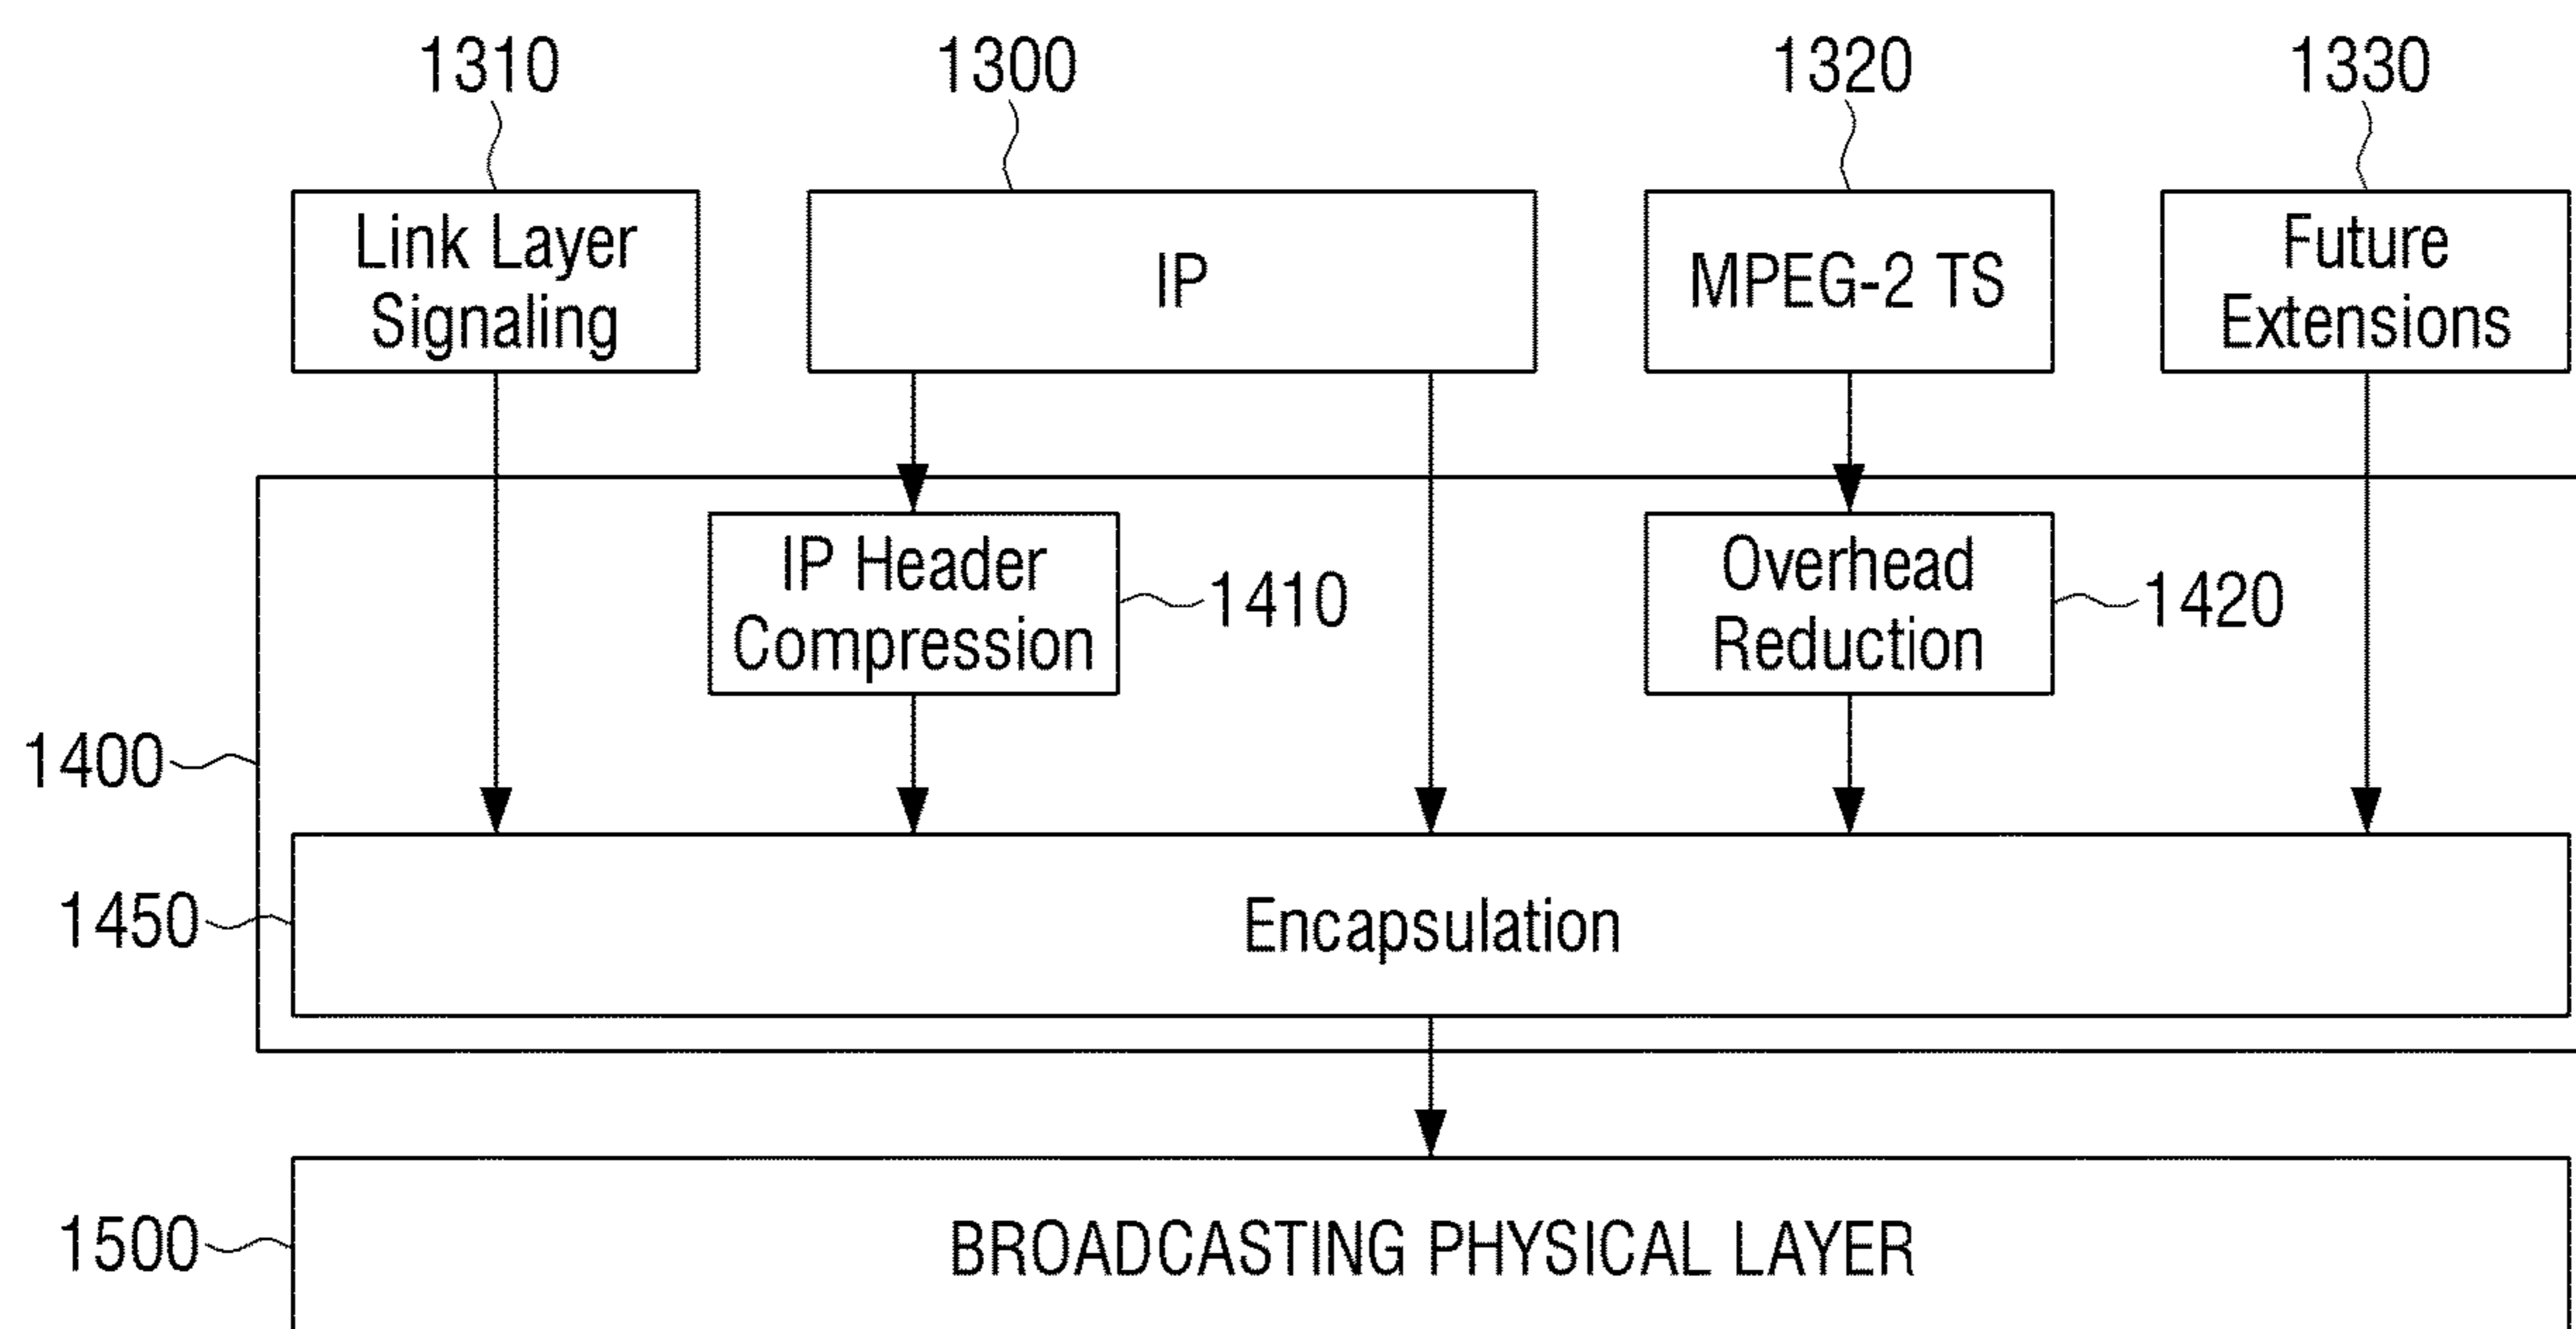 1310
1300
1320
1330
Link Layer
Signaling
IP
MPEG-2 TS
Future
Extensions
IP Header
Compression
1410
Overhead
Reduction
1420
1400
1450
Encapsulation
1500
BROADCASTING PHYSICAL LAYER